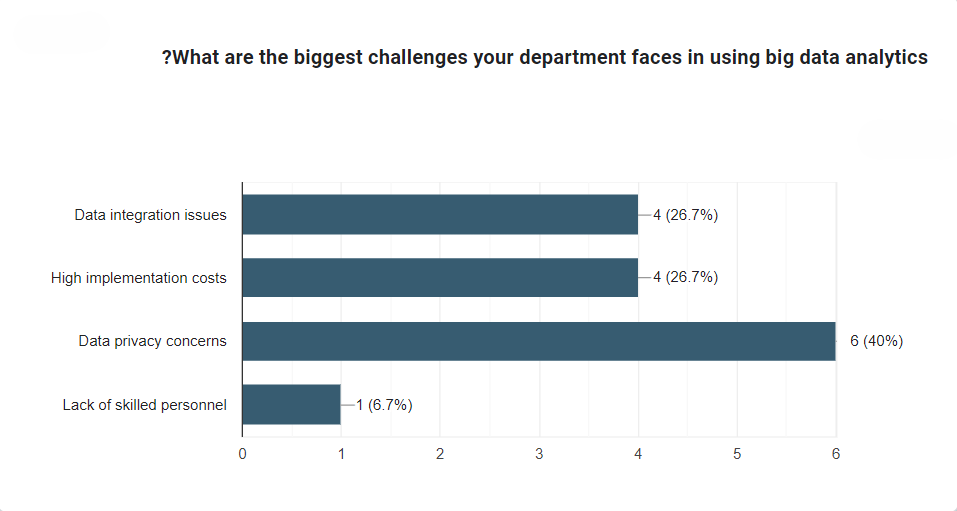 ?What are the biggest challenges your department faces in using big data analytics
Data integration issues
4 (26.7%)
High implementation costs
4 (26.7%)
Data privacy concerns
6 (40%)
Lack of skilled personnel
1 (6.7%)
0 1 2 3 4 5 6